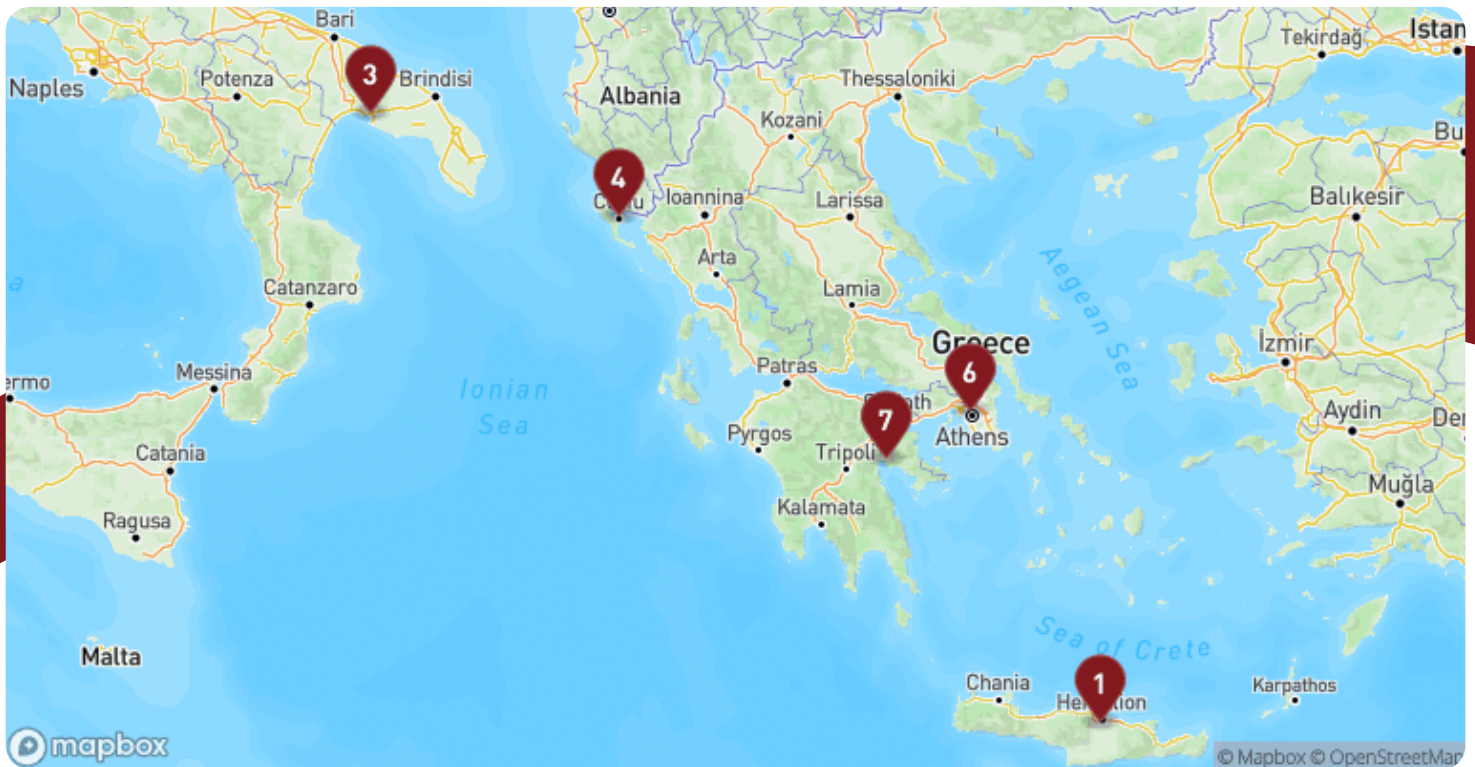 Bari
Istan
Tekirdağ
3
Potenza
Brindisi
Thessaloniki
Naples
Albania
Kozani
Bu
4
Ioannina
Larissa
Balıkesir
Arta
Aegean Sea
a
Catanzaro
Lamia
Greece
İzmir
Messina
Patras
6
ermo
Ionian
Sea
7
Aydin
De
Pyrgos
Athens
Catania
Tripoli
Muğla
Kalamata
Ragusa
Sea of Crete
Malta
Chania
1
Karpathos
mapbox
© Mapbox © OpenStreetMap